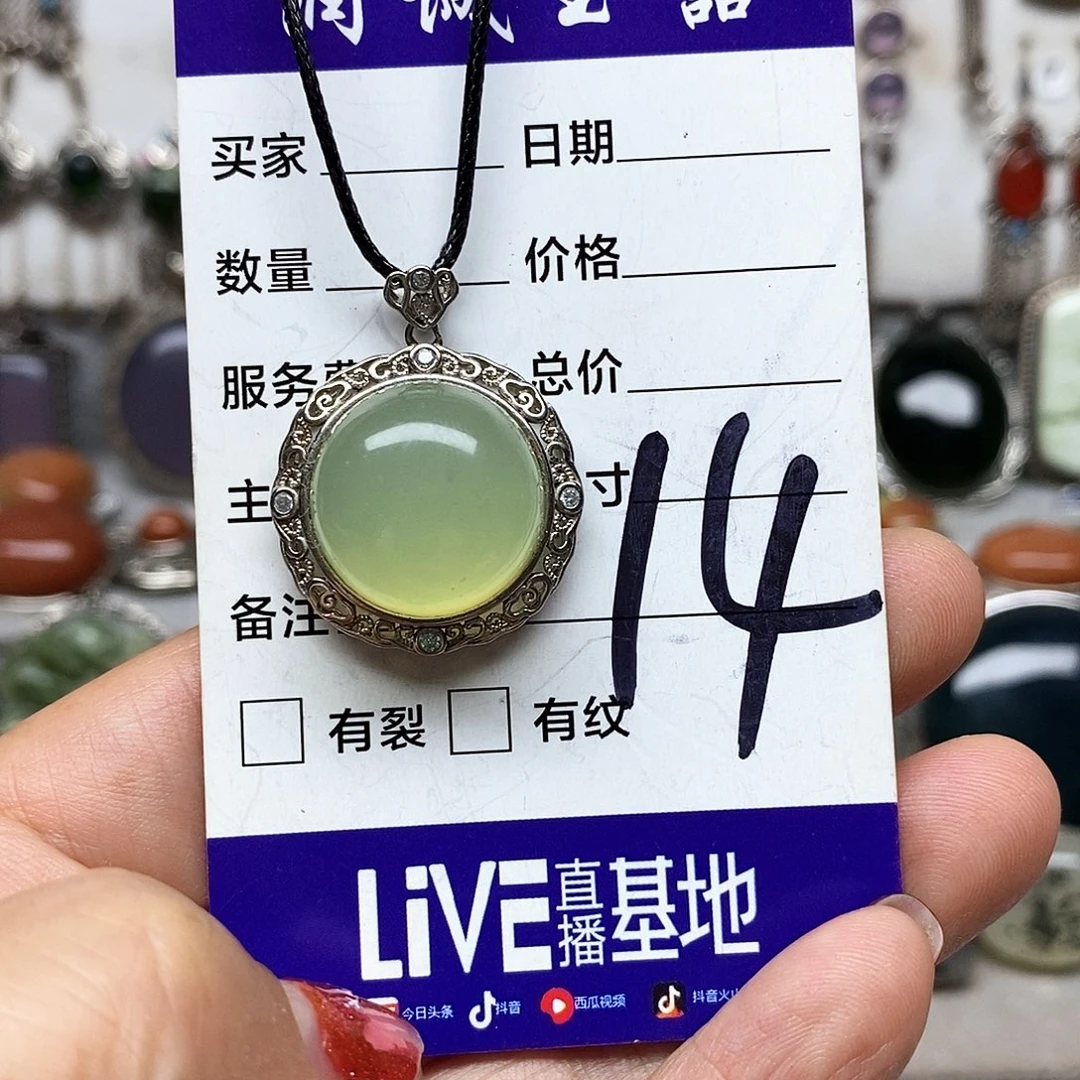 买家 日期
数量 价格
服务 总价
主 寸
备注
14
有裂 有纹
LiVE直播基地
今日头条 抖音 西瓜视频 抖音火山